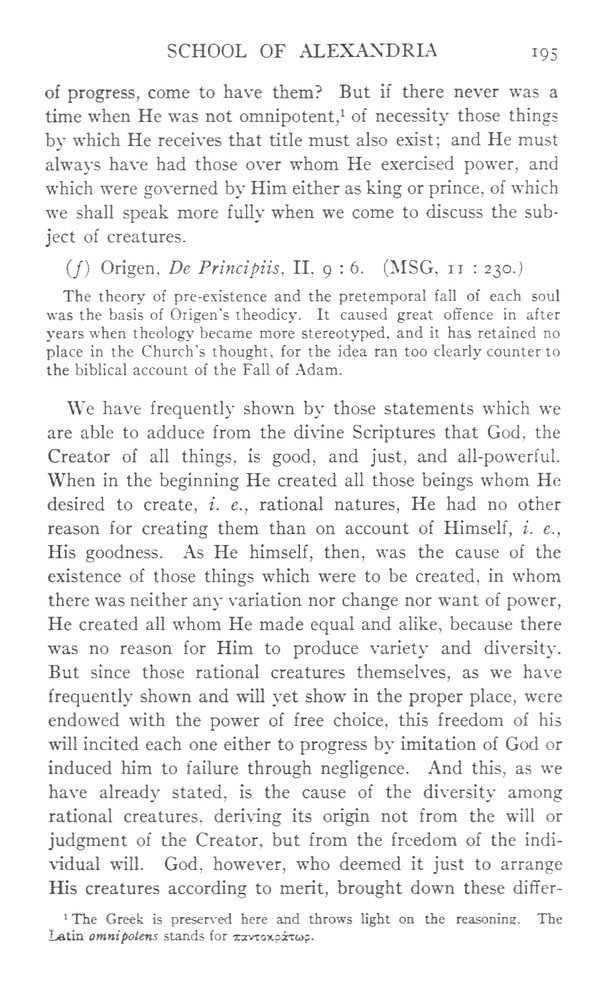 SCHOOL OF ALEXANDRIA 195
of progress, come to have them? But if there never was a
time when He was not omnipotent,¹ of necessity those things
by which He receives that title must also exist; and He must
always have had those over whom He exercised power, and
which were governed by Him either as king or prince, of which
we shall speak more fully when we come to discuss the sub-
ject of creatures.
(f) Origen, De Principiis, II, 9 : 6. (MSG, 11 : 230.)
The theory of pre-existence and the pretemporal fall of each soul
was the basis of Origen's theodicy. It caused great offence in after
years when theology became more stereotyped, and it has retained no
place in the Church's thought, for the idea ran too clearly counter to
the biblical account of the Fall of Adam.
We have frequently shown by those statements which we
are able to adduce from the divine Scriptures that God, the
Creator of all things, is good, and just, and all-powerful.
When in the beginning He created all those beings whom He
desired to create, i. e., rational natures, He had no other
reason for creating them than on account of Himself, i. e.,
His goodness. As He himself, then, was the cause of the
existence of those things which were to be created, in whom
there was neither any variation nor change nor want of power,
He created all whom He made equal and alike, because there
was no reason for Him to produce variety and diversity.
But since those rational creatures themselves, as we have
frequently shown and will yet show in the proper place, were
endowed with the power of free choice, this freedom of his
will incited each one either to progress by imitation of God or
induced him to failure through negligence. And this, as we
have already stated, is the cause of the diversity among
rational creatures, deriving its origin not from the will or
judgment of the Creator, but from the freedom of the indi-
vidual will. God, however, who deemed it just to arrange
His creatures according to merit, brought down these differ-
¹ The Greek is preserved here and throws light on the reasoning. The
Latin omnipotens stands for παντοκράτωρ.